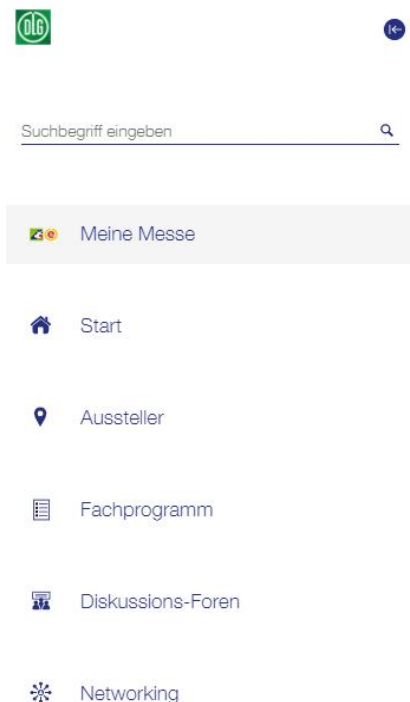 DLG
Suchbegriff eingeben
Meine Messe
Start
Aussteller
Fachprogramm
Diskussions-Foren
Networking